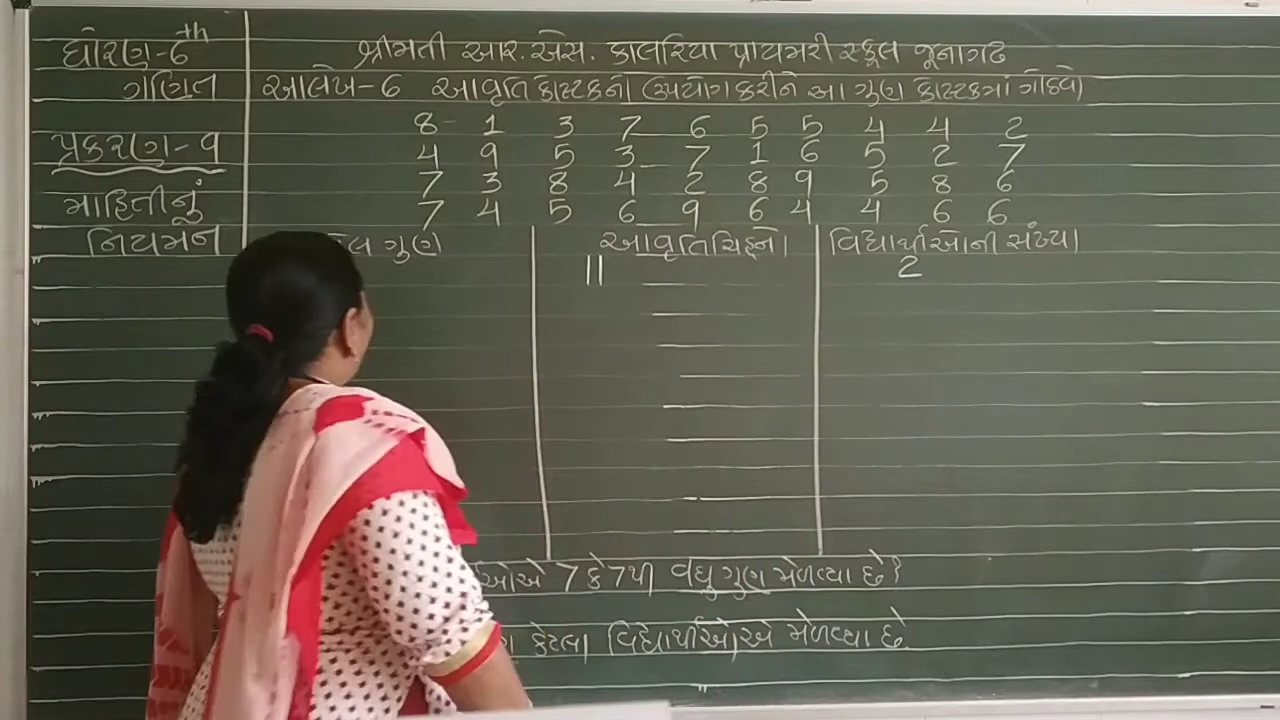 ધોરણ-6th
શ્રીમતી આર.એસ. કાલરિયા પ્રાયમરી સ્કૂલ જૂનાગઢ
ગણિત
આલેખ-6 આવૃતિ કોષ્ટકનો ઉપયોગ કરીને આ ગુણ કોષ્ટકમાં ગોઠવો
8 1 3 7 6 5 5 4 4 2
પ્રકરણ-૧
4 9 5 3 7 1 6 5 2 7
માહિતીનું
7 3 8 4 2 8 9 5 8 6
7 4 5 6 9 6 4 4 6 6
નિયમન
ગુણ આવૃતિચિહ્નો વિદ્યાર્થીઓની સંખ્યા
|| 2
7 કે 7થી વધુ ગુણ મેળવ્યા છે?
કેટલા વિદ્યાર્થીઓએ મેળવ્યા છે.